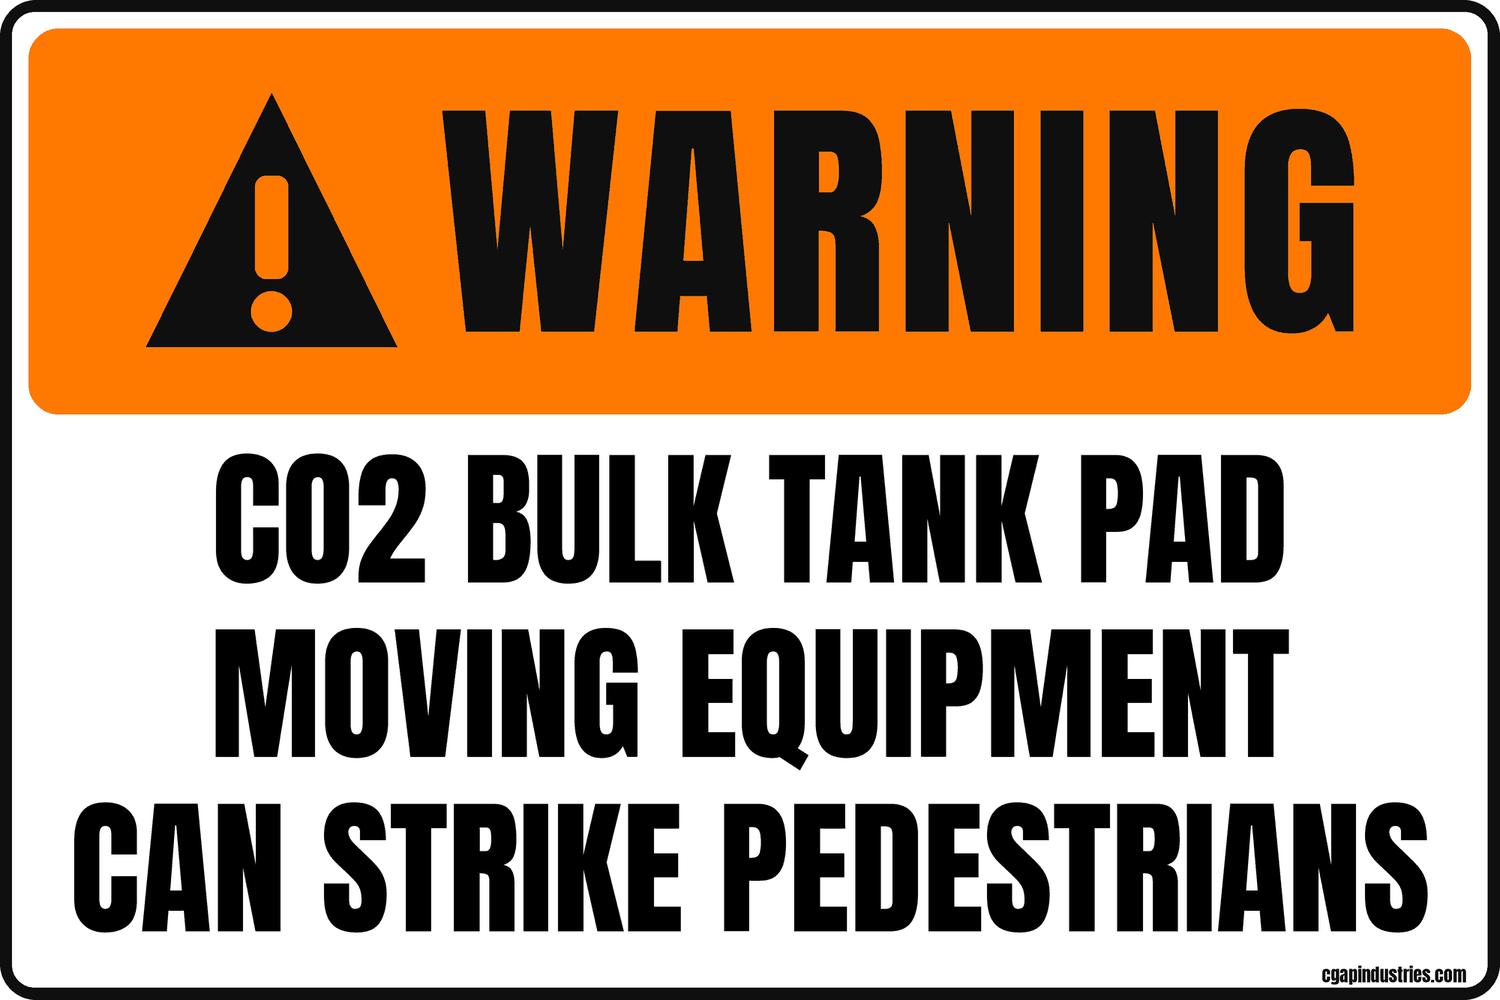 WARNING
CO2 BULK TANK PAD
MOVING EQUIPMENT
CAN STRIKE PEDESTRIANS
cgapindustries.com